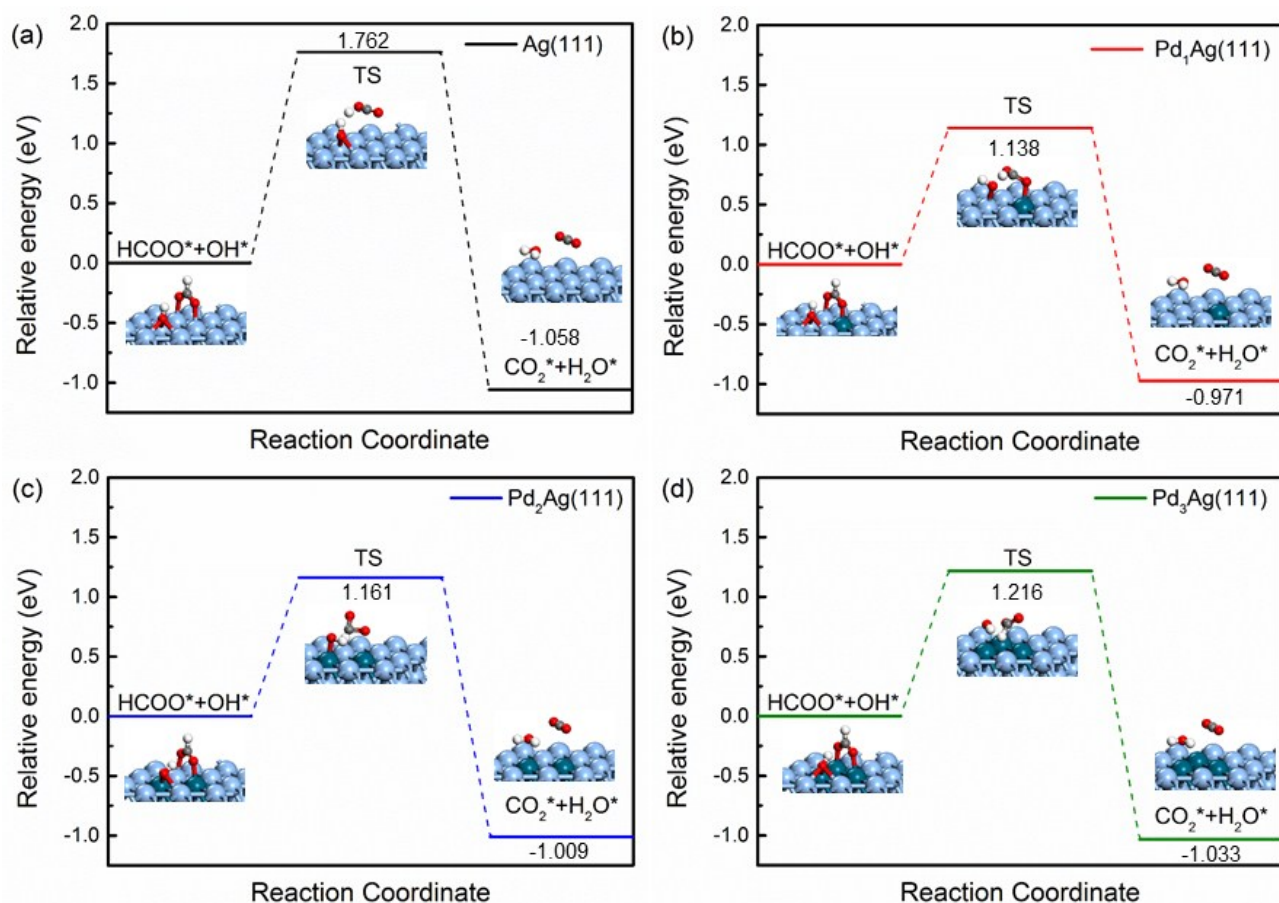 (a)
Relative energy (eV)
2.0
1.5
1.0
0.5
0.0
-0.5
-1.0
1.762
Ag(111)
TS
HCOO*+OH*
-1.058
CO₂*+H₂O*
Reaction Coordinate
(b)
Relative energy (eV)
2.0
1.5
1.0
0.5
0.0
-0.5
-1.0
Pd₁Ag(111)
TS
1.138
HCOO*+OH*
CO₂*+H₂O*
-0.971
Reaction Coordinate
(c)
Relative energy (eV)
2.0
1.5
1.0
0.5
0.0
-0.5
-1.0
Pd₂Ag(111)
TS
1.161
HCOO*+OH*
CO₂*+H₂O*
-1.009
Reaction Coordinate
(d)
Relative energy (eV)
2.0
1.5
1.0
0.5
0.0
-0.5
-1.0
Pd₃Ag(111)
TS
1.216
HCOO*+OH*
CO₂*+H₂O*
-1.033
Reaction Coordinate